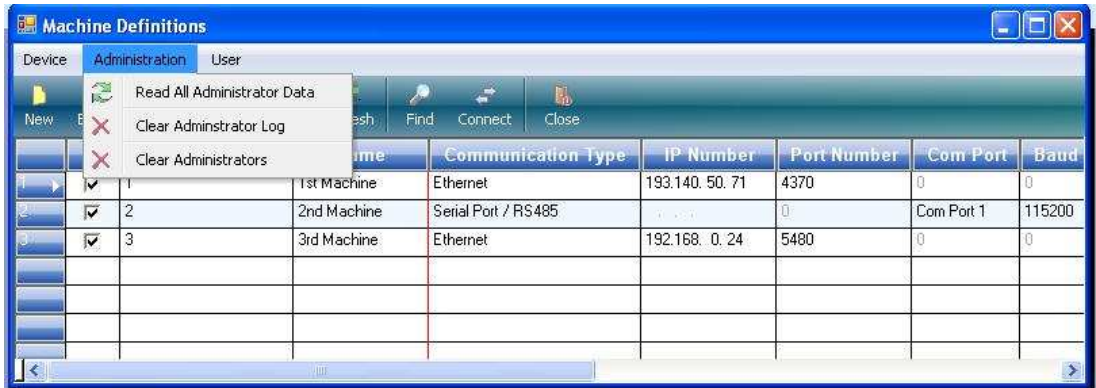 Machine Definitions
Device Administration User
Read All Administrator Data
Clear Adminstrator Log
Clear Administrators
New Find Connect Close
Communication Type IP Number Port Number Com Port Baud
1 1 1st Machine Ethernet 193.140. 50. 71 4370 0 0
2 2 2nd Machine Serial Port / RS485 . . . 0 Com Port 1 115200
3 3 3rd Machine Ethernet 192.168. 0. 24 5480 0 0